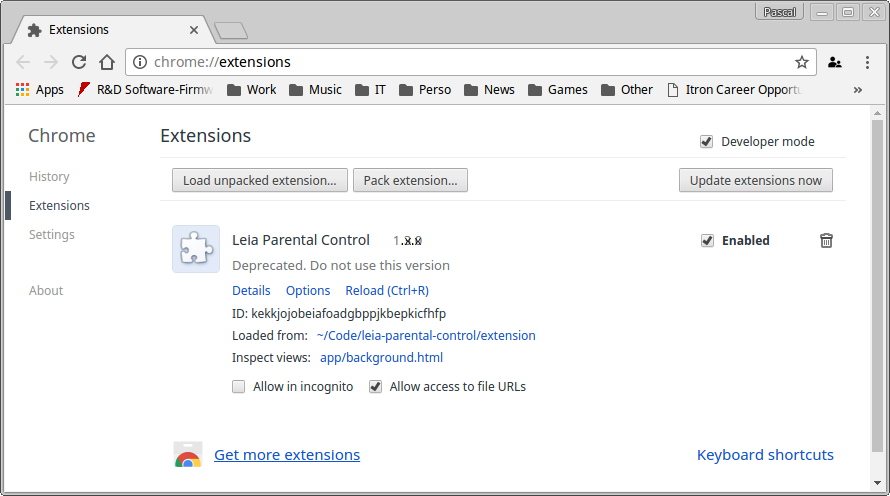 Pascal
Extensions
chrome://extensions
Apps R&D Software-Firmw Work Music IT Perso News Games Other Itron Career Opportu »
Chrome
Extensions
Developer mode
History
Extensions
Settings
About
Load unpacked extension... Pack extension... Update extensions now
Leia Parental Control
Enabled
Deprecated. Do not use this version
Details Options Reload (Ctrl+R)
ID: kekkjojobeiafoadgbppjkbepkicfhfp
Loaded from: ~/Code/leia-parental-control/extension
Inspect views: app/background.html
Allow in incognito Allow access to file URLs
Get more extensions Keyboard shortcuts